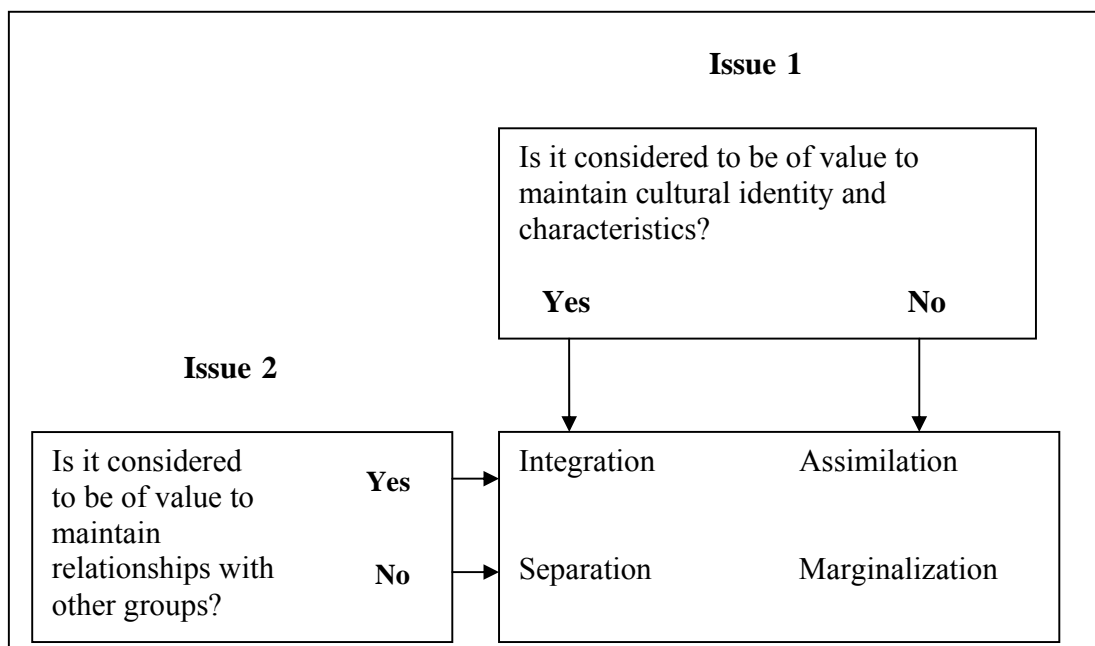 Issue 1
Is it considered to be of value to
maintain cultural identity and
characteristics?
Yes No
Issue 2
Is it considered
to be of value to
maintain
relationships with
other groups?
Yes
No
Integration Assimilation
Separation Marginalization